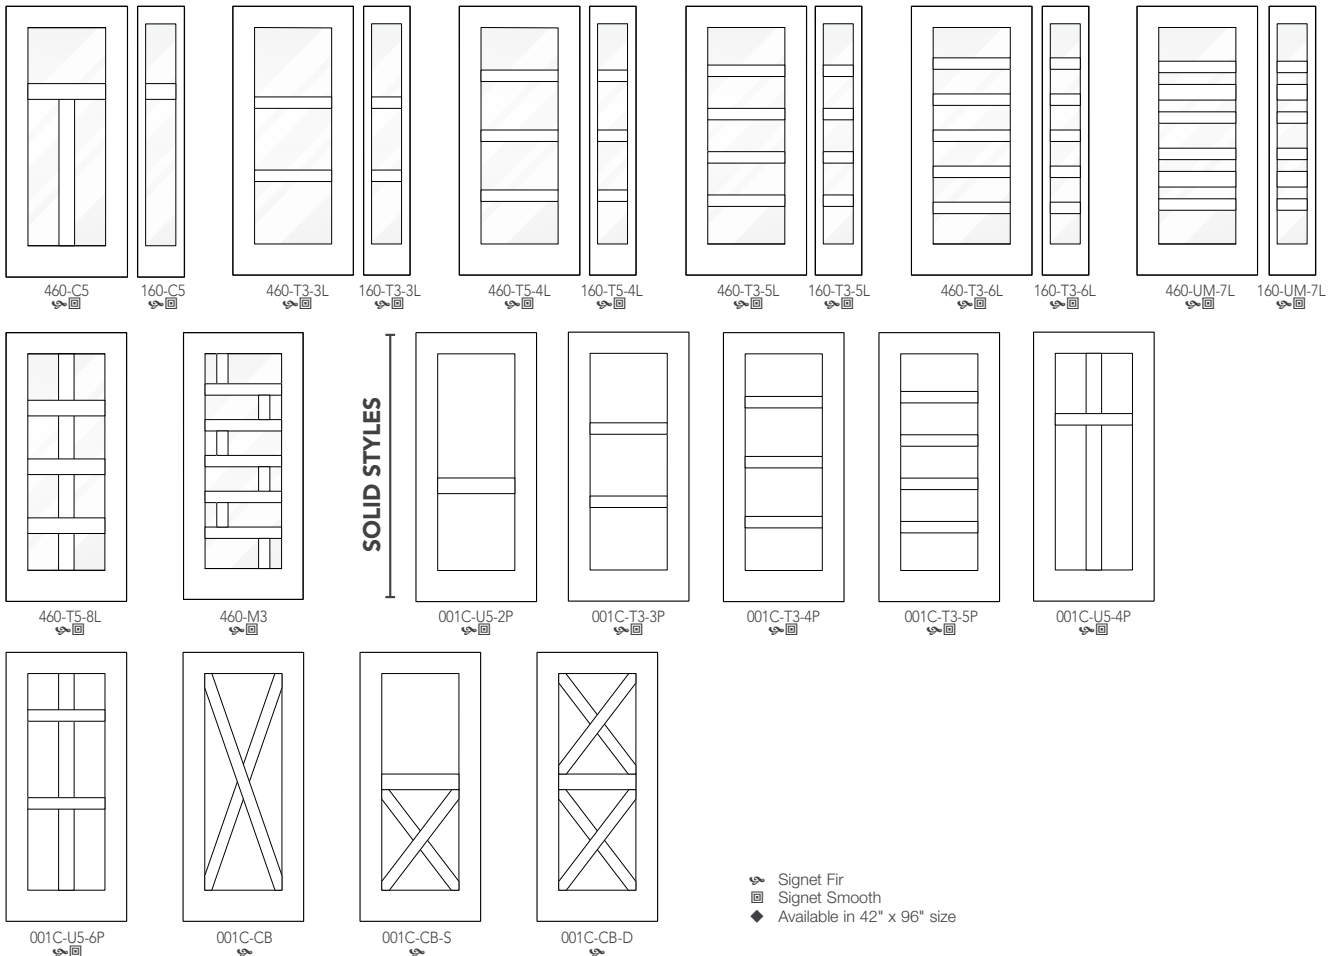 460-C5
160-C5
460-T3-3L
160-T3-3L
460-T5-4L
160-T5-4L
460-T3-5L
160-T3-5L
460-T3-6L
160-T3-6L
460-UM-7L
160-UM-7L
460-T5-8L
460-M3
SOLID STYLES
001C-U5-2P
001C-T3-3P
001C-T3-4P
001C-T3-5P
001C-U5-4P
001C-U5-6P
001C-CB
001C-CB-S
001C-CB-D
Signet Fir
Signet Smooth
Available in 42" x 96" size